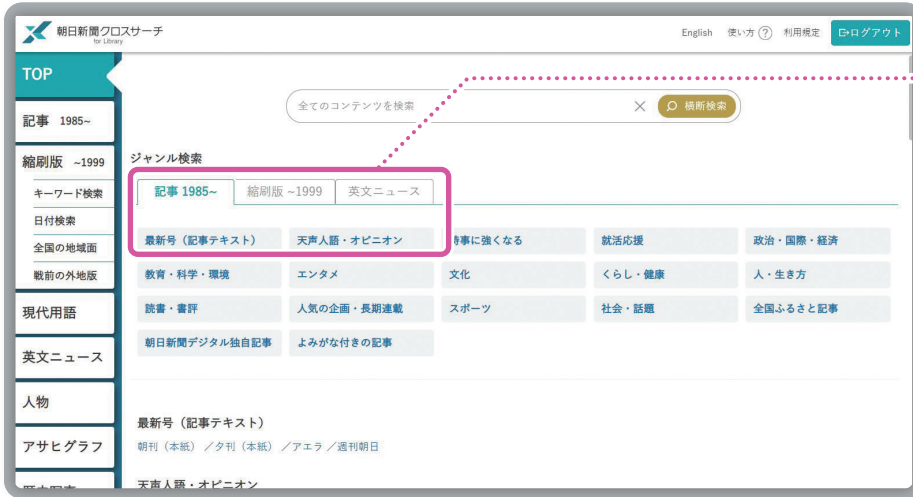 朝日新聞クロスサーチ
for Library
English 使い方 ? 利用規定 ログアウト
TOP
全てのコンテンツを検索 × 横断検索
記事 1985~
縮刷版 ~1999
キーワード検索
日付検索
全国の地域面
戦前の外地版
現代用語
英文ニュース
人物
アサヒグラフ
ジャンル検索
記事 1985~ 縮刷版 ~1999 英文ニュース
最新号（記事テキスト） 天声人語・オピニオン 時事に強くなる 就活応援 政治・国際・経済
教育・科学・環境 エンタメ 文化 くらし・健康 人・生き方
読書・書評 人気の企画・長期連載 スポーツ 社会・話題 全国ふるさと記事
朝日新聞デジタル独自記事 よみがな付きの記事
最新号（記事テキスト）
朝刊（本紙） ／夕刊（本紙） ／アエラ ／週刊朝日
天声人語・オピニオン